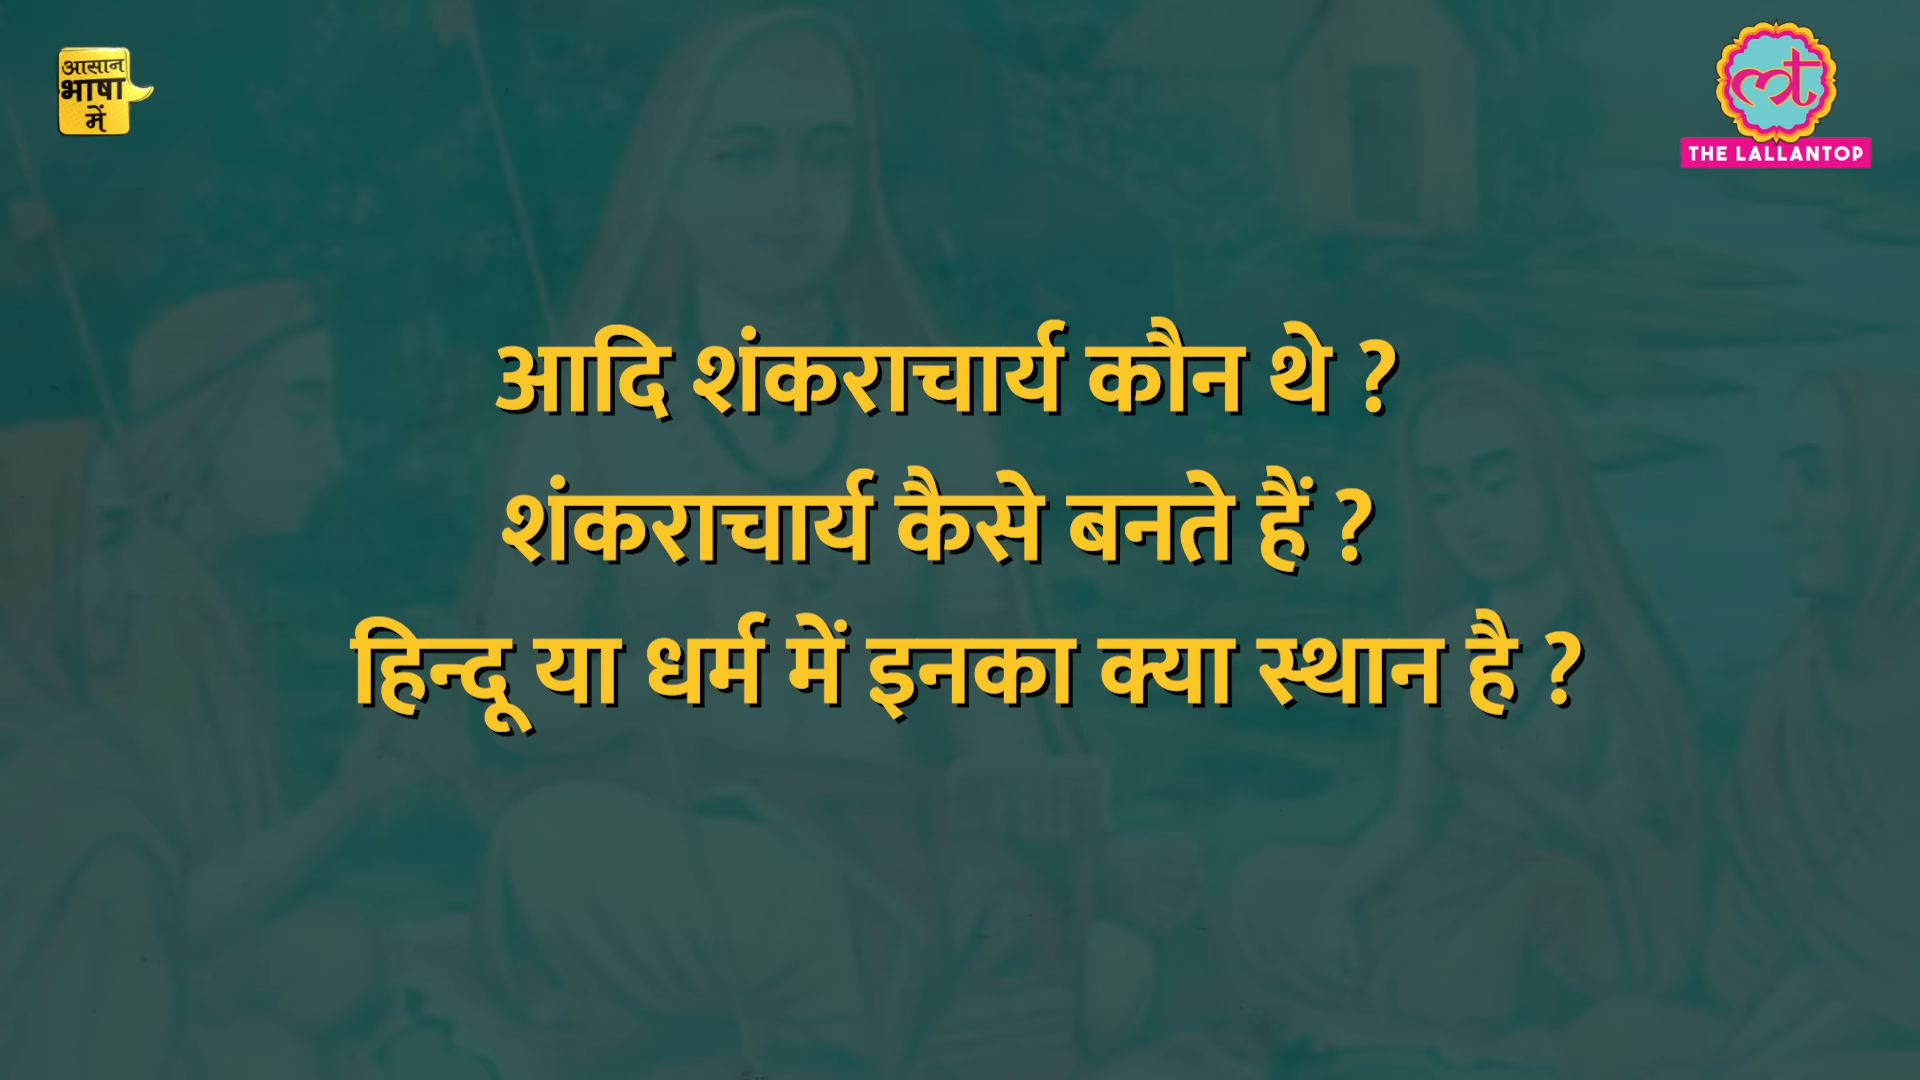 आसान
भाषा
में
THE LALLANTOP
आदि शंकराचार्य कौन थे ?
शंकराचार्य कैसे बनते हैं ?
हिन्दू या धर्म में इनका क्या स्थान है ?